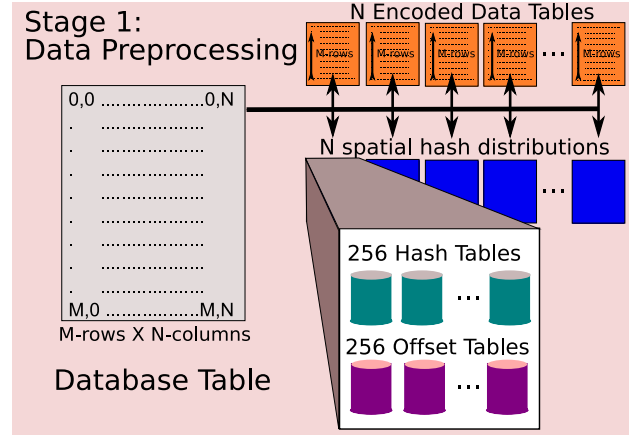 Stage 1:
Data Preprocessing
N Encoded Data Tables
M-rows M-rows M-rows M-rows ... M-rows
0,0 ......................0,N
. .......................
. .......................
. .......................
. .......................
. .......................
. .......................
. .......................
M,0 ......................M,N
M-rows X N-columns
Database Table
N spatial hash distributions
...
256 Hash Tables
...
256 Offset Tables
...